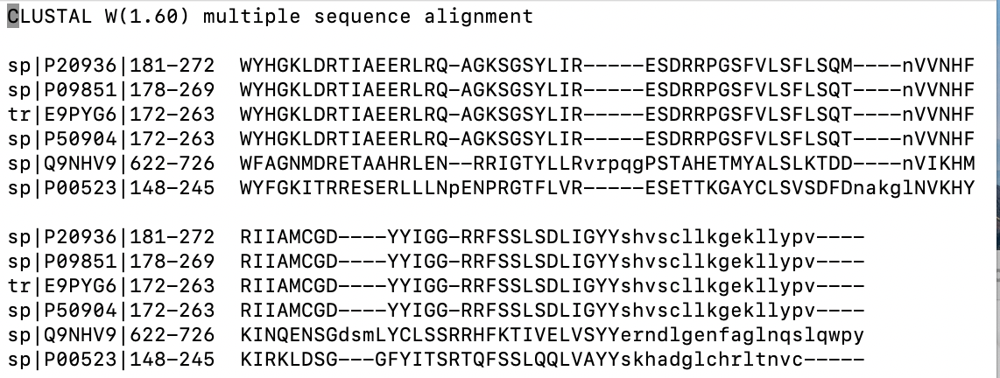 CLUSTAL W(1.60) multiple sequence alignment
sp|P20936|181-272  WYHGKLDRTIAEERLRQ-AGKSGSYLIR-----ESDRRPGSFVLSFLSQM----nVVNHF
sp|P09851|178-269  WYHGKLDRTIAEERLRQ-AGKSGSYLIR-----ESDRRPGSFVLSFLSQT----nVVNHF
tr|E9PYG6|172-263  WYHGKLDRTIAEERLRQ-AGKSGSYLIR-----ESDRRPGSFVLSFLSQT----nVVNHF
sp|P50904|172-263  WYHGKLDRTIAEERLRQ-AGKSGSYLIR-----ESDRRPGSFVLSFLSQT----nVVNHF
sp|Q9NHV9|622-726  WFAGNMDRETAAHRLEN--RRIGTYLLRvrpqgPSTAHETMYALSLKTDD----nVIKHM
sp|P00523|148-245  WYFGKITRRESERLLLNpENPRGTFLVR-----ESETTKGAYCLSVSDFDnakglNVKHY
sp|P20936|181-272  RIIAMCGD----YYIGG-RRFSSLSDLIGYYshvscllkgekllypv----
sp|P09851|178-269  RIIAMCGD----YYIGG-RRFSSLSDLIGYYshvscllkgekllypv----
tr|E9PYG6|172-263  RIIAMCGD----YYIGG-RRFSSLSDLIGYYshvscllkgekllypv----
sp|P50904|172-263  RIIAMCGD----YYIGG-RRFSSLSDLIGYYshvscllkgekllypv----
sp|Q9NHV9|622-726  KINQENSGdsmLYCLSSRRHFKTIVELVSYYerndlgenfaglnqslqwpy
sp|P00523|148-245  KIRKLDSG---GFYITSRTQFSSLQQLVAYYskhadglchrltnvc-----